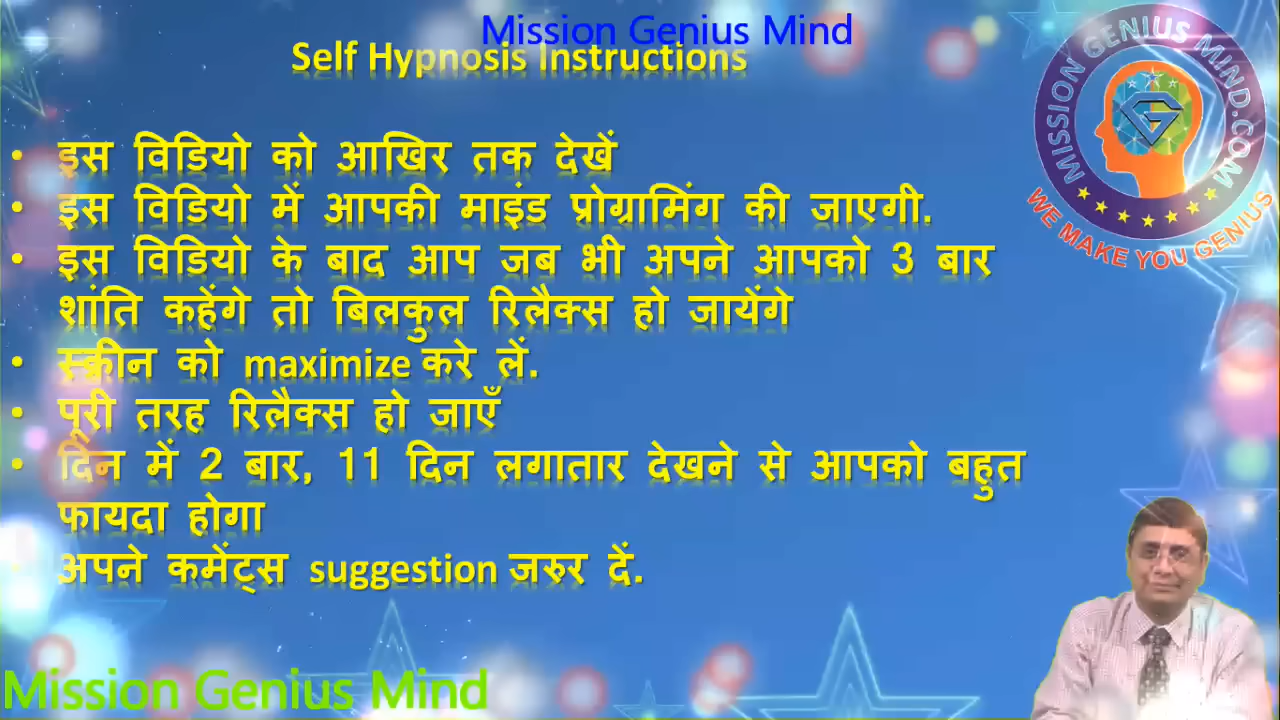 Mission Genius Mind
Self Hypnosis Instructions
• इस विडियो को आखिर तक देखें
• इस विडियो में आपकी माइंड प्रोग्रामिंग की जाएगी.
• इस विडियो के बाद आप जब भी अपने आपको 3 बार
शांति कहेंगे तो बिलकुल रिलैक्स हो जायेंगे
• स्क्रीन को maximize करे लें.
• पूरी तरह रिलैक्स हो जाएँ
• दिन में 2 बार, 11 दिन लगातार देखने से आपको बहुत
फायदा होगा
अपने कमेंट्स suggestion जरुर दें.
MISSION GENIUS MIND.COM
WE MAKE YOU GENIUS
Mission Genius Mind